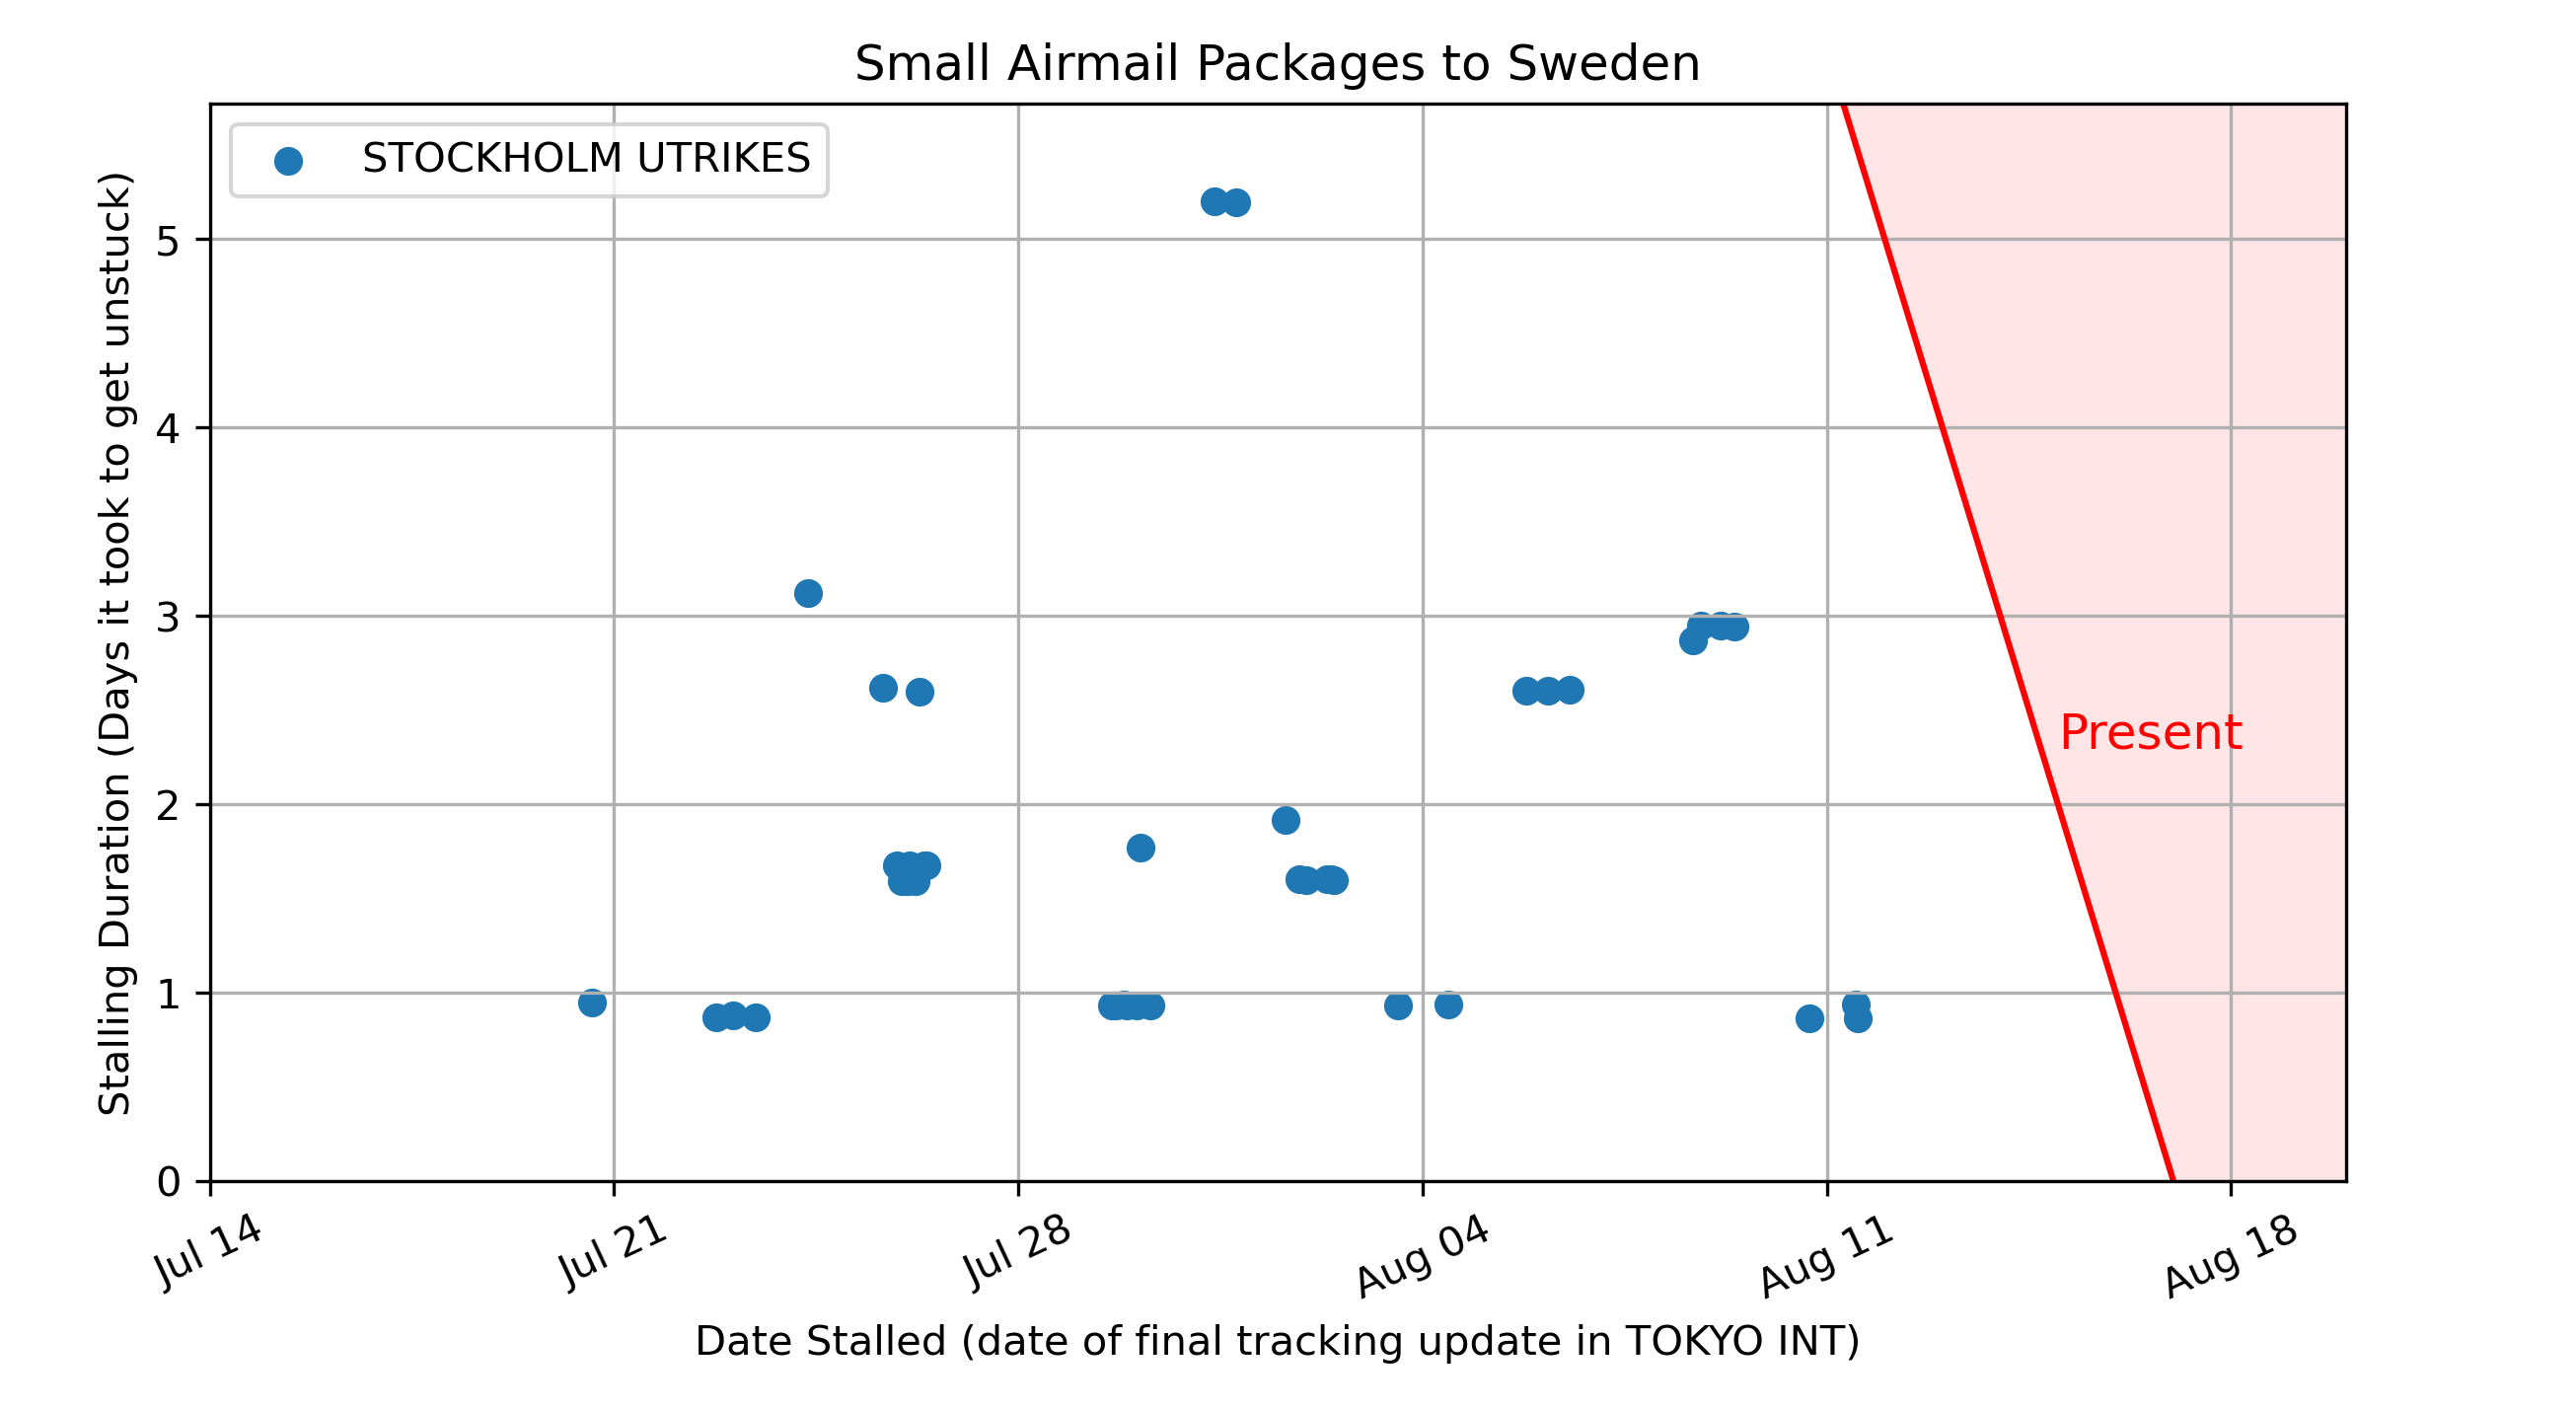 Small Airmail Packages to Sweden
STOCKHOLM UTRIKES
Stalling Duration (Days it took to get unstuck)
5
4
3
2
1
0
Present
Jul 14
Jul 21
Jul 28
Aug 04
Aug 11
Aug 18
Date Stalled (date of final tracking update in TOKYO INT)